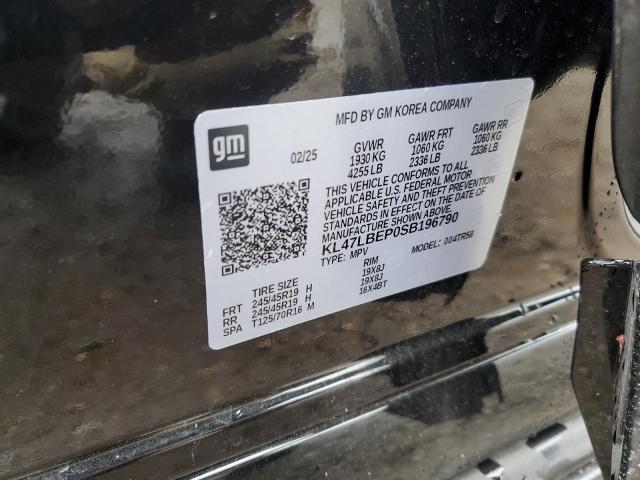 MFD BY GM KOREA COMPANY
gm
02/25
GVWR GAWR FRT GAWR RR
1930 KG 1060 KG 1060 KG
4255 LB 2336 LB 2336 LB
THIS VEHICLE CONFORMS TO ALL
APPLICABLE U.S. FEDERAL MOTOR
VEHICLE SAFETY AND THEFT PREVENTION
STANDARDS IN EFFECT ON THE DATE OF
MANUFACTURE SHOWN ABOVE.
KL47LBEP0SB196790
TYPE: MPV MODEL: 004TR58
TIRE SIZE RIM
FRT 245/45R19 H 19X8J
RR 245/45R19 H 19X8J
SPA T125/70R16 M 16X4BT